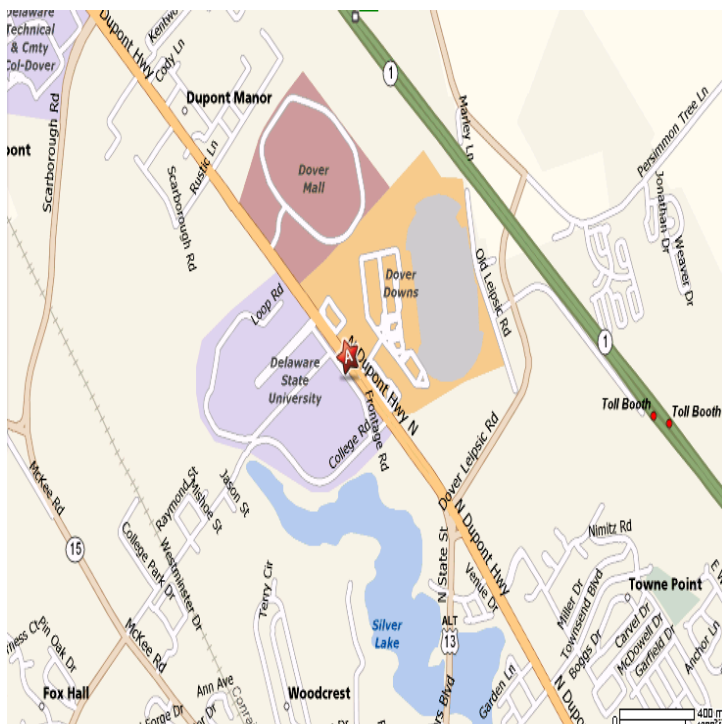 Delaware
Technical
& Cmty
Col-Dover
Dupont Hwy
Cody Ln
Dupont Manor
Rustic Ln
Scarborough Rd
Scarborough Rd
Dover
Mall
1
Marley Ln
Persimmon Tree Ln
Jonathan Dr
Weaver Dr
Old Leipsic Rd
Dover
Downs
Loop Rd
A
N Dupont Hwy N
Delaware
State
University
Frontage Rd
College Rd
1
Toll Booth
Toll Booth
Dover Leipsic Rd
N Dupont Hwy
McKee Rd
15
Raymond St
Mishoe St
Jason St
College Park Dr
Westminster Dr
McKee Rd
Terry Cir
Silver
Lake
N State St
ALT
13
Venue Dr
Garden Ln
Nimitz Rd
Miller Dr
Townsend Blvd
Boggs Dr
Towne Point
Carvel Dr
McDowell Dr
Garfield Dr
Anchor Ln
Pin Oak Dr
Fox Hall
Ann Ave
Forge Dr
Woodcrest
N Dupo
400 m